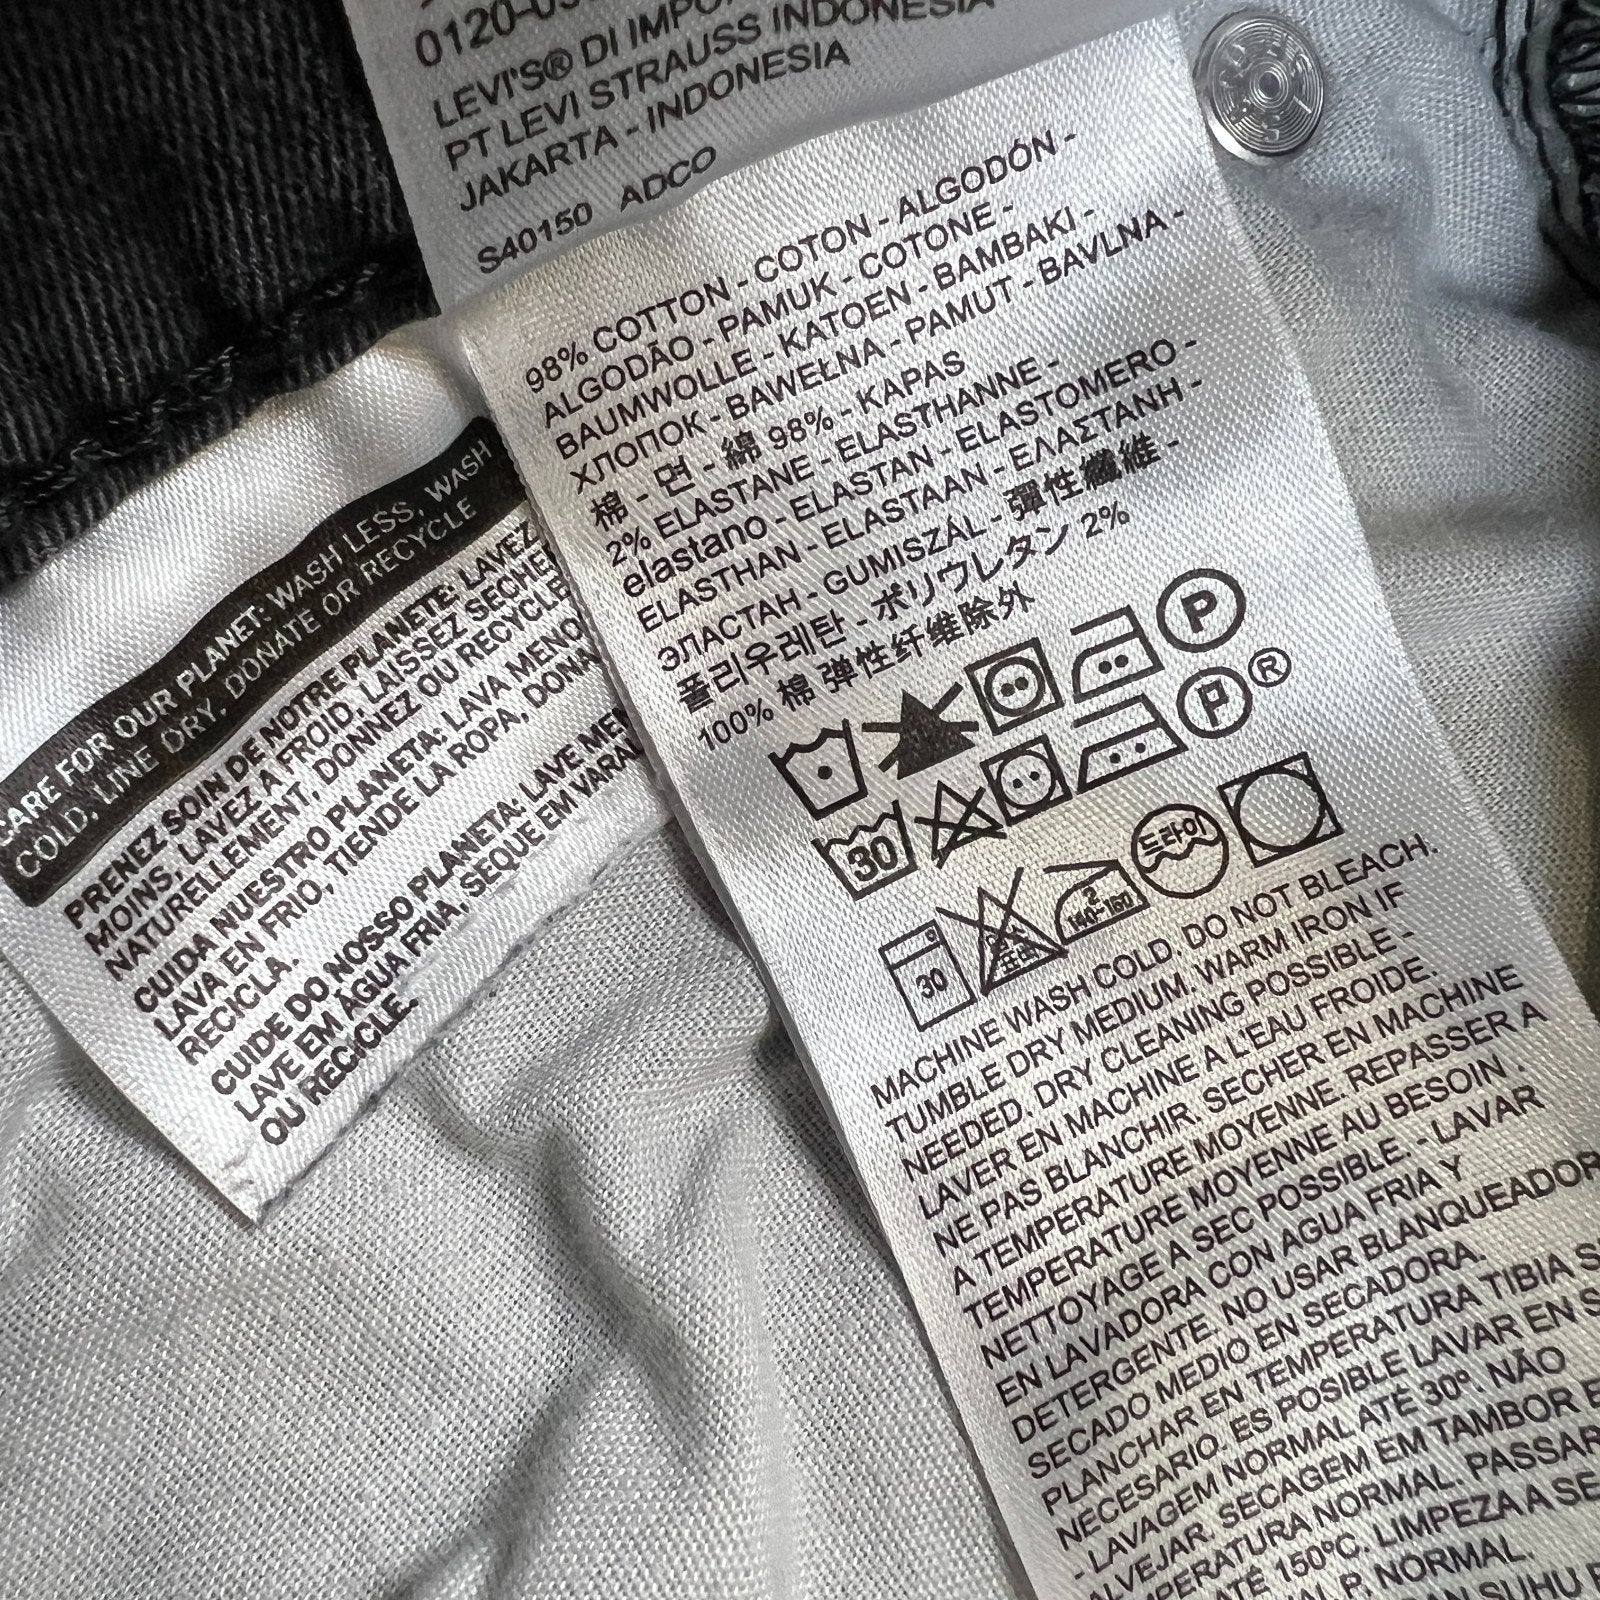 0120-03
LEVI'S® DI IMPO
PT LEVI STRAUSS INDONESIA
JAKARTA - INDONESIA
S40150 ADCO
98% COTTON - COTON - ALGODÓN -
ALGODÃO - PAMUK - COTONE -
BAUMWOLLE - KATOEN - BAMBAKI -
ХЛОПОК - BAWEŁNA - PAMUT - BAVLNA -
棉 - 면 - 綿 98% - KAPAS
2% ELASTANE - ELASTHANNE -
elastano - ELASTAN - ELASTOMERO -
ELASTHAN - ELASTAAN - ΕΛΑΣΤΑΝΗ -
ЭЛАСТАН - GUMISZÁL - 彈性纖維 -
폴리우레탄 - ポリウレタン 2%
100% 棉 弹性纤维除外
P
30 P ®
30 2 140~160 드라이
MACHINE WASH COLD. DO NOT BLEACH.
TUMBLE DRY MEDIUM. WARM IRON IF
NEEDED. DRY CLEANING POSSIBLE -
LAVER EN MACHINE A L'EAU FROIDE.
NE PAS BLANCHIR. SECHER EN MACHINE
A TEMPERATURE MOYENNE. REPASSER A
TEMPERATURE MOYENNE AU BESOIN .
NETTOYAGE A SEC POSSIBLE. - LAVAR
EN LAVADORA CON AGUA FRIA Y
DETERGENTE. NO USAR BLANQUEADOR
SECADO MEDIO EN SECADORA.
PLANCHAR EN TEMPERATURA TIBIA S
NECESARIO. ES POSIBLE LAVAR EN S
- LAVAGEM NORMAL ATÉ 30º. NÃO
ALVEJAR. SECAGEM EM TAMBOR E
MPERATURA NORMAL. PASSAR
ATÉ 150ºC. LIMPEZA A SE
P. NORMAL.
SUHU
CARE FOR OUR PLANET: WASH LESS, WASH
COLD, LINE DRY, DONATE OR RECYCLE
PRENEZ SOIN DE NOTRE PLANETE: LAVEZ
MOINS, LAVEZ A FROID, LAISSEZ SECHER
NATURELLEMENT, DONNEZ OU RECYCLE
CUIDA NUESTRO PLANETA: LAVA MENO
LAVA EN FRIO, TIENDE LA ROPA, DONA
RECICLA.
CUIDE DO NOSSO PLANETA: LAVE MEN
LAVE EM ÁGUA FRIA, SEQUE EM VARAL
OU RECICLE.